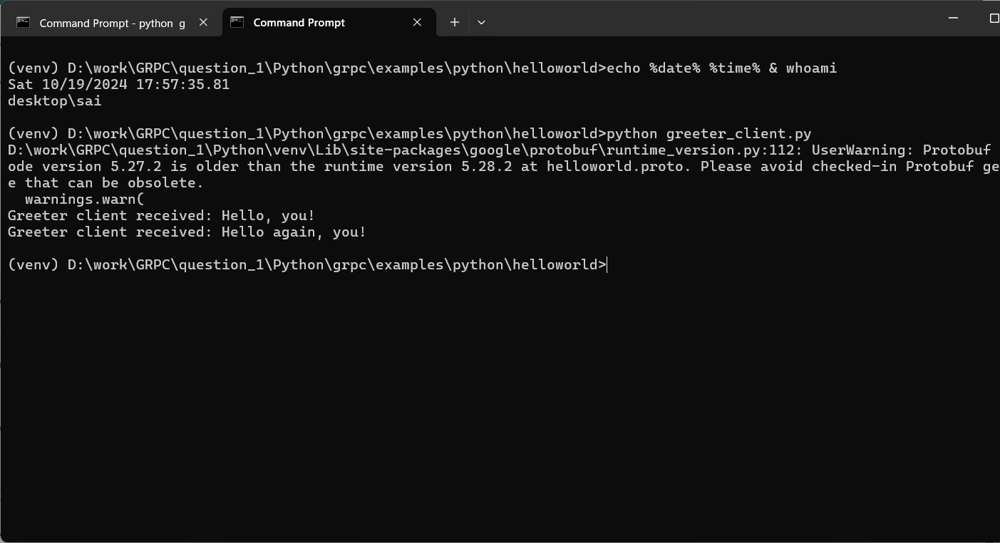 Command Prompt - python  g
Command Prompt
(venv) D:\work\GRPC\question_1\Python\grpc\examples\python\helloworld>echo %date% %time% & whoami
Sat 10/19/2024 17:57:35.81
desktop\sai
(venv) D:\work\GRPC\question_1\Python\grpc\examples\python\helloworld>python greeter_client.py
D:\work\GRPC\question_1\Python\venv\Lib\site-packages\google\protobuf\runtime_version.py:112: UserWarning: Protobuf
ode version 5.27.2 is older than the runtime version 5.28.2 at helloworld.proto. Please avoid checked-in Protobuf ge
e that can be obsolete.
  warnings.warn(
Greeter client received: Hello, you!
Greeter client received: Hello again, you!
(venv) D:\work\GRPC\question_1\Python\grpc\examples\python\helloworld>